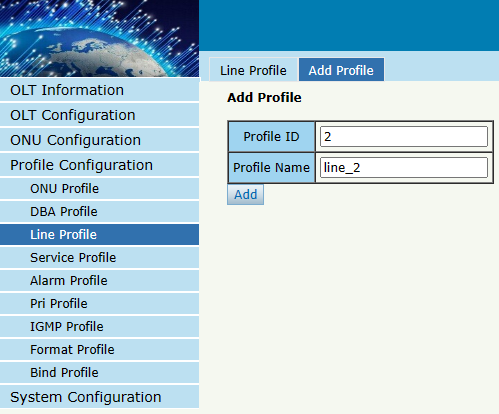 Line Profile Add Profile
OLT Information
OLT Configuration
ONU Configuration
Profile Configuration
ONU Profile
DBA Profile
Line Profile
Service Profile
Alarm Profile
Pri Profile
IGMP Profile
Format Profile
Bind Profile
System Configuration
Add Profile
Profile ID 2
Profile Name line_2
Add